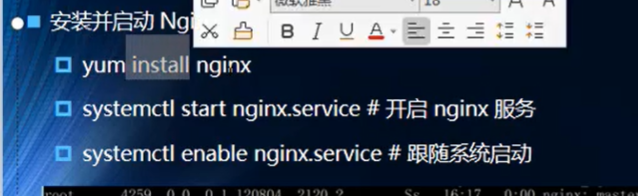 安装并启动 Ngi
B I U A
yum install nginx
systemctl start nginx.service # 开启 nginx 服务
systemctl enable nginx.service # 跟随系统启动